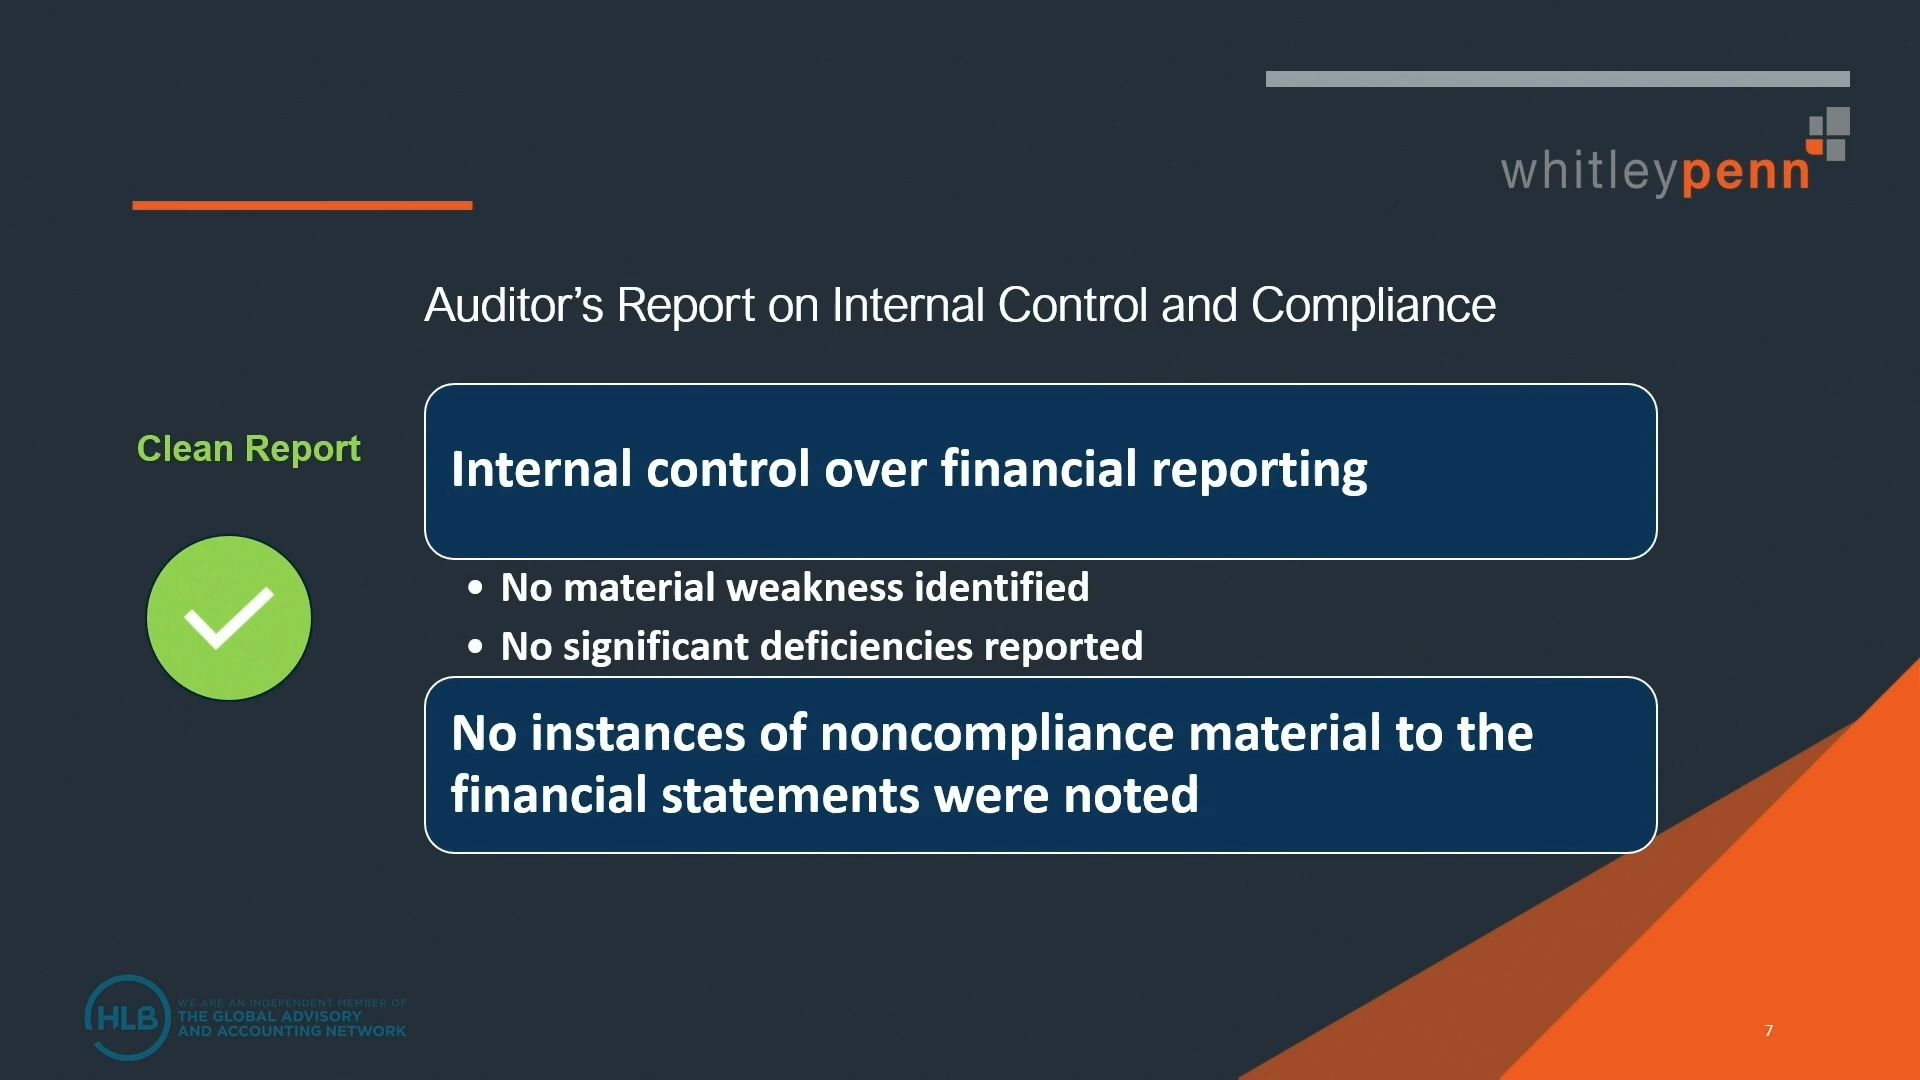 whitleypenn
Auditor’s Report on Internal Control and Compliance
Clean Report
Internal control over financial reporting
• No material weakness identified
• No significant deficiencies reported
No instances of noncompliance material to the
financial statements were noted
HLB
WE ARE AN INDEPENDENT MEMBER OF
THE GLOBAL ADVISORY
AND ACCOUNTING NETWORK
7